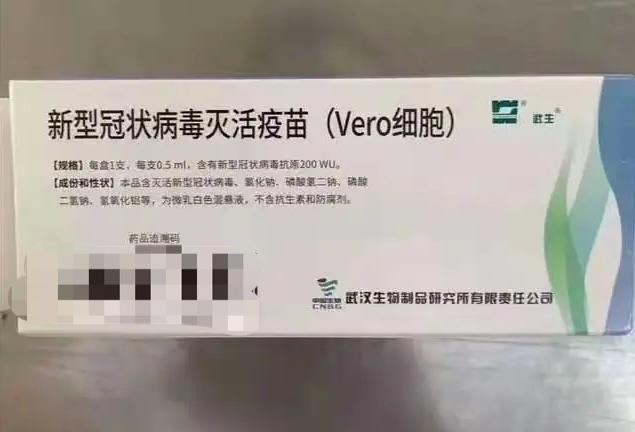 新型冠状病毒灭活疫苗（Vero细胞）
武生®
【规格】每盒1支，每支0.5 ml，含有新型冠状病毒抗原200 WU。
【成份和性状】本品含灭活新型冠状病毒、氯化钠、磷酸氢二钠、磷酸
二氢钠、氢氧化铝等，为微乳白色混悬液，不含抗生素和防腐剂。
药品追溯码
中国生物
CNBG
武汉生物制品研究所有限责任公司